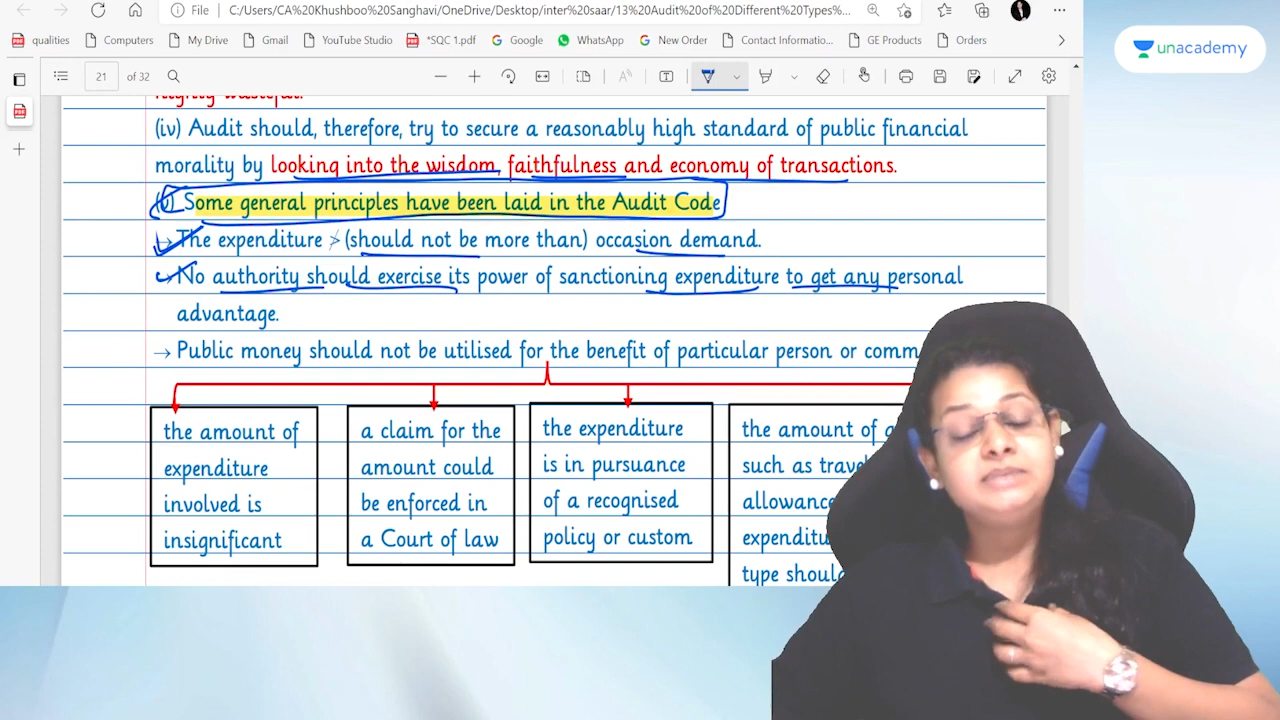 File
C:/Users/CA%20Khushboo%20Sanghavi/OneDrive/Desktop/inter%20saar/13%20Audit%20of%20Different%20Types%...
qualities Computers My Drive Gmail YouTube Studio *SQC 1.pdf Google WhatsApp New Order Contact Informatio... GE Products Orders
unacademy
21 of 32
(iv) Audit should, therefore, try to secure a reasonably high standard of public financial
morality by looking into the wisdom, faithfulness and economy of transactions.
Some general principles have been laid in the Audit Code
→ The expenditure ≯ (should not be more than) occasion demand.
→ No authority should exercise its power of sanctioning expenditure to get any personal
advantage.
→ Public money should not be utilised for the benefit of particular person or comm
the amount of
expenditure
involved is
insignificant
a claim for the
amount could
be enforced in
a Court of law
the expenditure
is in pursuance
of a recognised
policy or custom
the amount of
such as
allowance
type